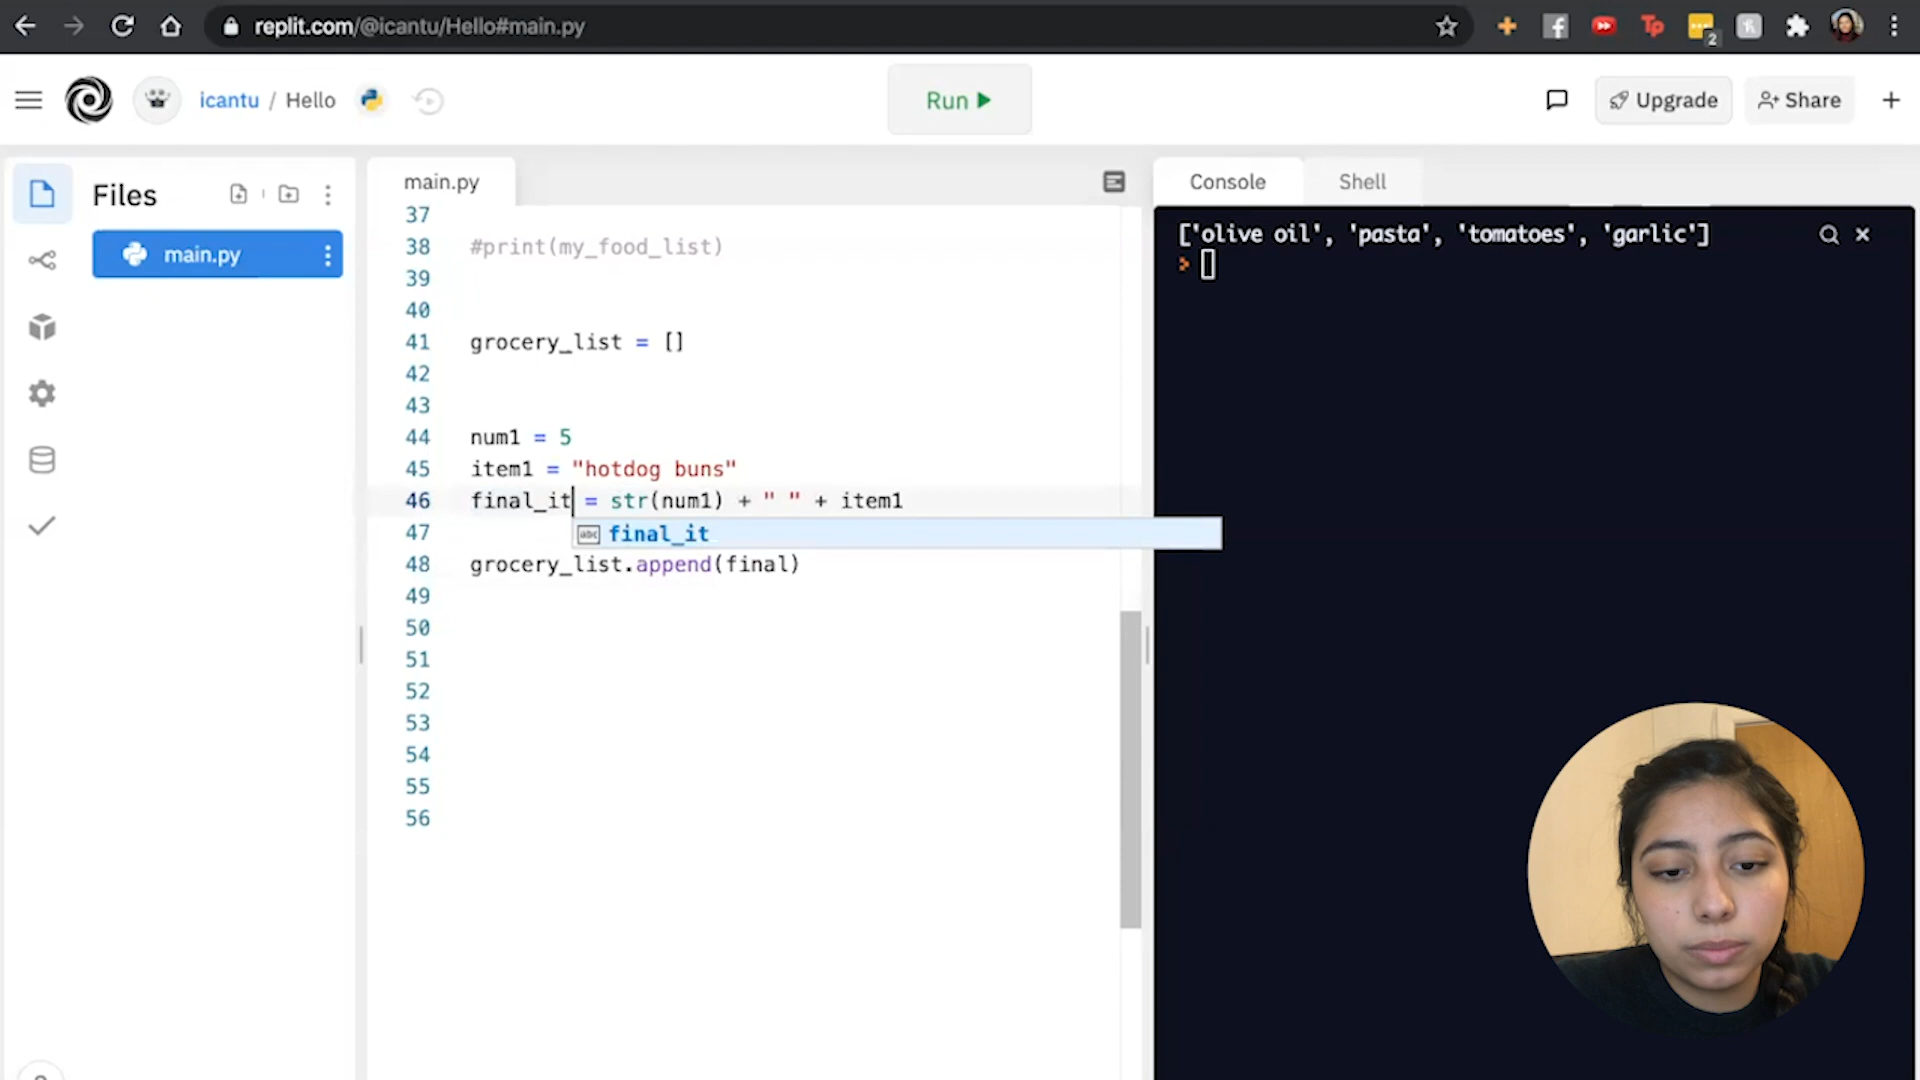 replit.com/@icantu/Hello#main.py
Tp
2
icantu / Hello
Run
Upgrade
Share
Files
main.py
main.py
Console
Shell
37
38 #print(my_food_list)
39
40
41 grocery_list = []
42
43
44 num1 = 5
45 item1 = "hotdog buns"
46 final_it = str(num1) + " " + item1
47
abc final_it
48 grocery_list.append(final)
49
50
51
52
53
54
55
56
['olive oil', 'pasta', 'tomatoes', 'garlic']
>